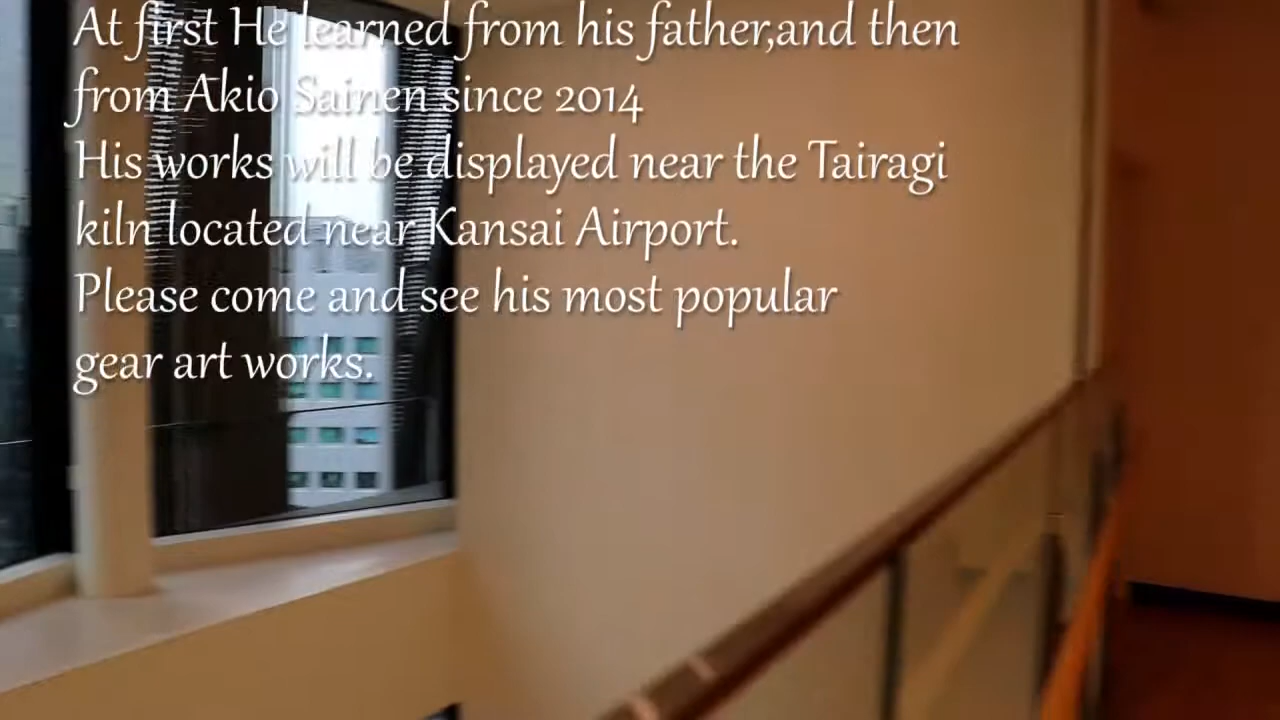 At first He learned from his father,and then
from Akio Sainen since 2014
His works will be displayed near the Tairagi
kiln located near Kansai Airport.
Please come and see his most popular
gear art works.